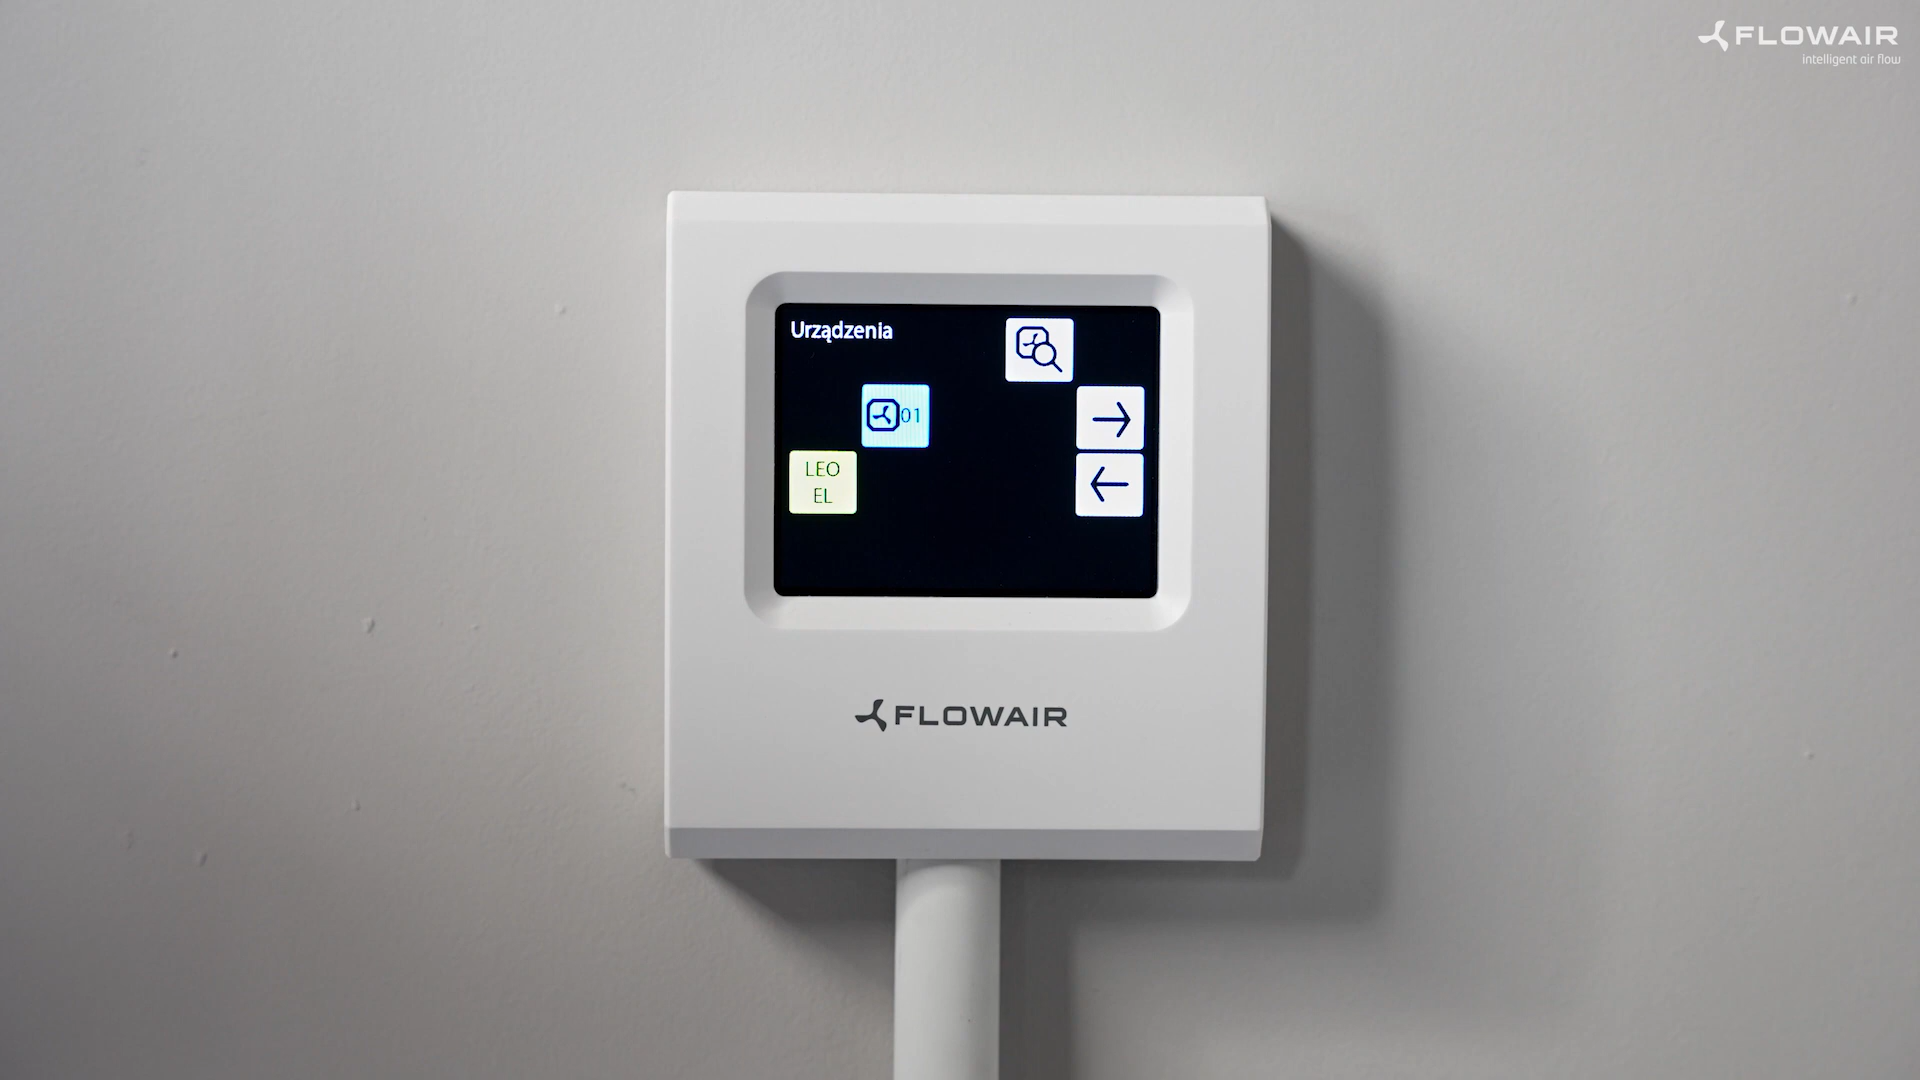 FLOWAIR
intelligent air flow
Urządzenia
01
LEO
EL
FLOWAIR